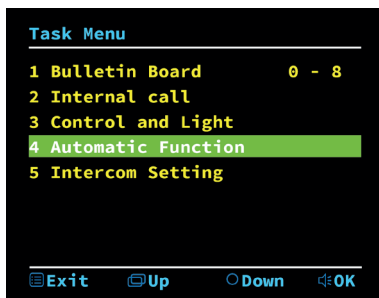 Task Menu
1 Bulletin Board 0 - 8
2 Internal call
3 Control and Light
4 Automatic Function
5 Intercom Setting
Exit Up Down OK